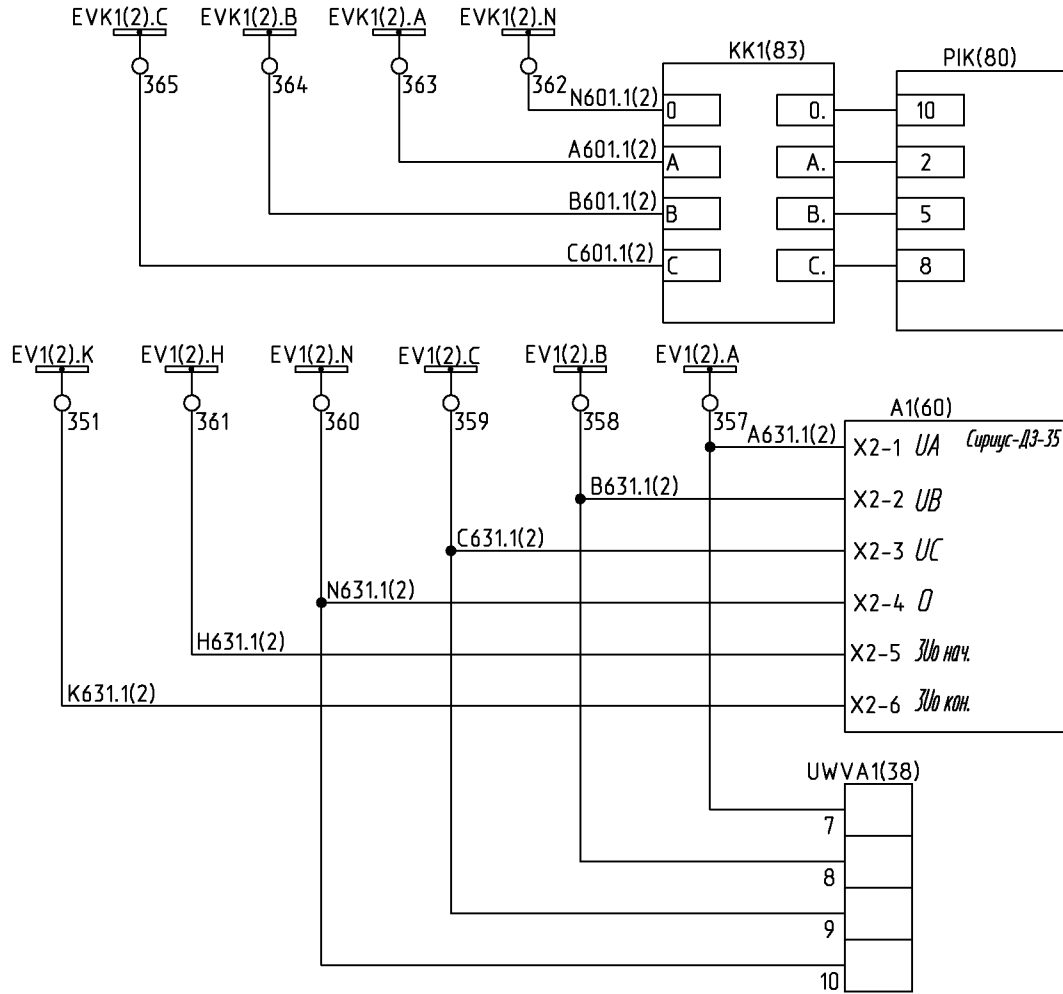 EVK1(2).C EVK1(2).B EVK1(2).A EVK1(2).N
365 364 363 362
KK1(83) PIK(80)
N601.1(2) 0 0. 10
A601.1(2) A A. 2
B601.1(2) B B. 5
C601.1(2) C C. 8
EV1(2).K EV1(2).H EV1(2).N EV1(2).C EV1(2).B EV1(2).A
351 361 360 359 358 357
A1(60)
A631.1(2) X2-1 UA Сириус-ДЗ-35
B631.1(2) X2-2 UB
C631.1(2) X2-3 UC
N631.1(2) X2-4 O
H631.1(2) X2-5 3Uo нач.
K631.1(2) X2-6 3Uo кон.
UWVA1(38)
7
8
9
10